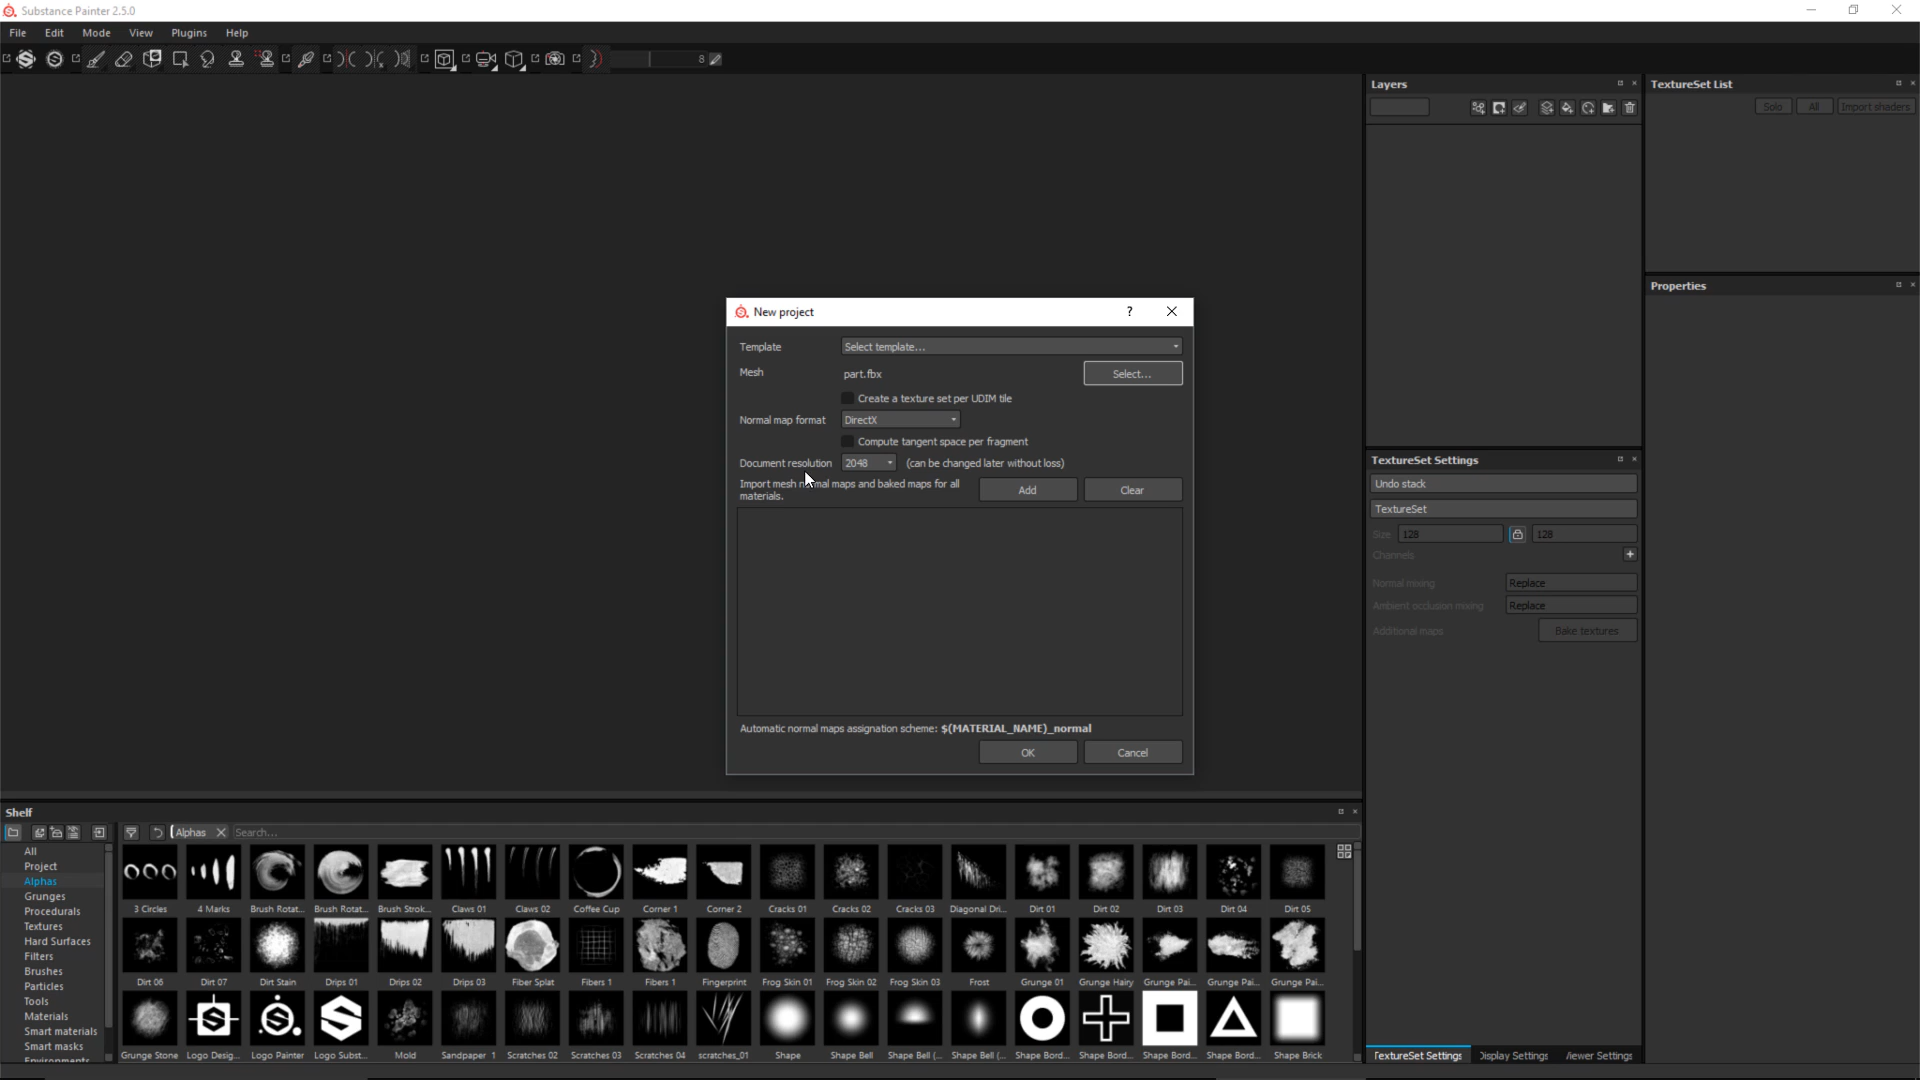 Substance Painter 2.5.0
File Edit Mode View Plugins Help
8
Layers
TextureSet List
Solo All Import shaders
New project ?
Template Select template...
Mesh part.fbx Select...
Create a texture set per UDIM tile
Normal map format DirectX
Compute tangent space per fragment
Document resolution 2048 (can be changed later without loss)
Import mesh normal maps and baked maps for all
materials.
Add Clear
Automatic normal maps assignation scheme: $(MATERIAL_NAME)_normal
OK Cancel
Properties
TextureSet Settings
Undo stack
TextureSet
Size 128 128
Channels
Normal mixing Replace
Ambient occlusion mixing Replace
Additional maps Bake textures
TextureSet Settings Display Settings Viewer Settings
Shelf
Alphas Search...
All
Project
Alphas
Grunges
Procedurals
Textures
Hard Surfaces
Filters
Brushes
Particles
Tools
Materials
Smart materials
Smart masks
Environments
3 Circles 4 Marks Brush Rotat... Brush Rotat... Brush Strok... Claws 01 Claws 02 Coffee Cup Corner 1 Corner 2 Cracks 01 Cracks 02 Cracks 03 Diagonal Dri... Dirt 01 Dirt 02 Dirt 03 Dirt 04 Dirt 05
Dirt 06 Dirt 07 Dirt Stain Drips 01 Drips 02 Drips 03 Fiber Splat Fibers 1 Fibers 1 Fingerprint Frog Skin 01 Frog Skin 02 Frog Skin 03 Frost Grunge 01 Grunge Hairy Grunge Pai... Grunge Pai... Grunge Pai...
Grunge Stone Logo Desig... Logo Painter Logo Subst... Mold Sandpaper 1 Scratches 02 Scratches 03 Scratches 04 scratches_01 Shape Shape Bell Shape Bell (... Shape Bell (... Shape Bord... Shape Bord... Shape Bord... Shape Bord... Shape Brick